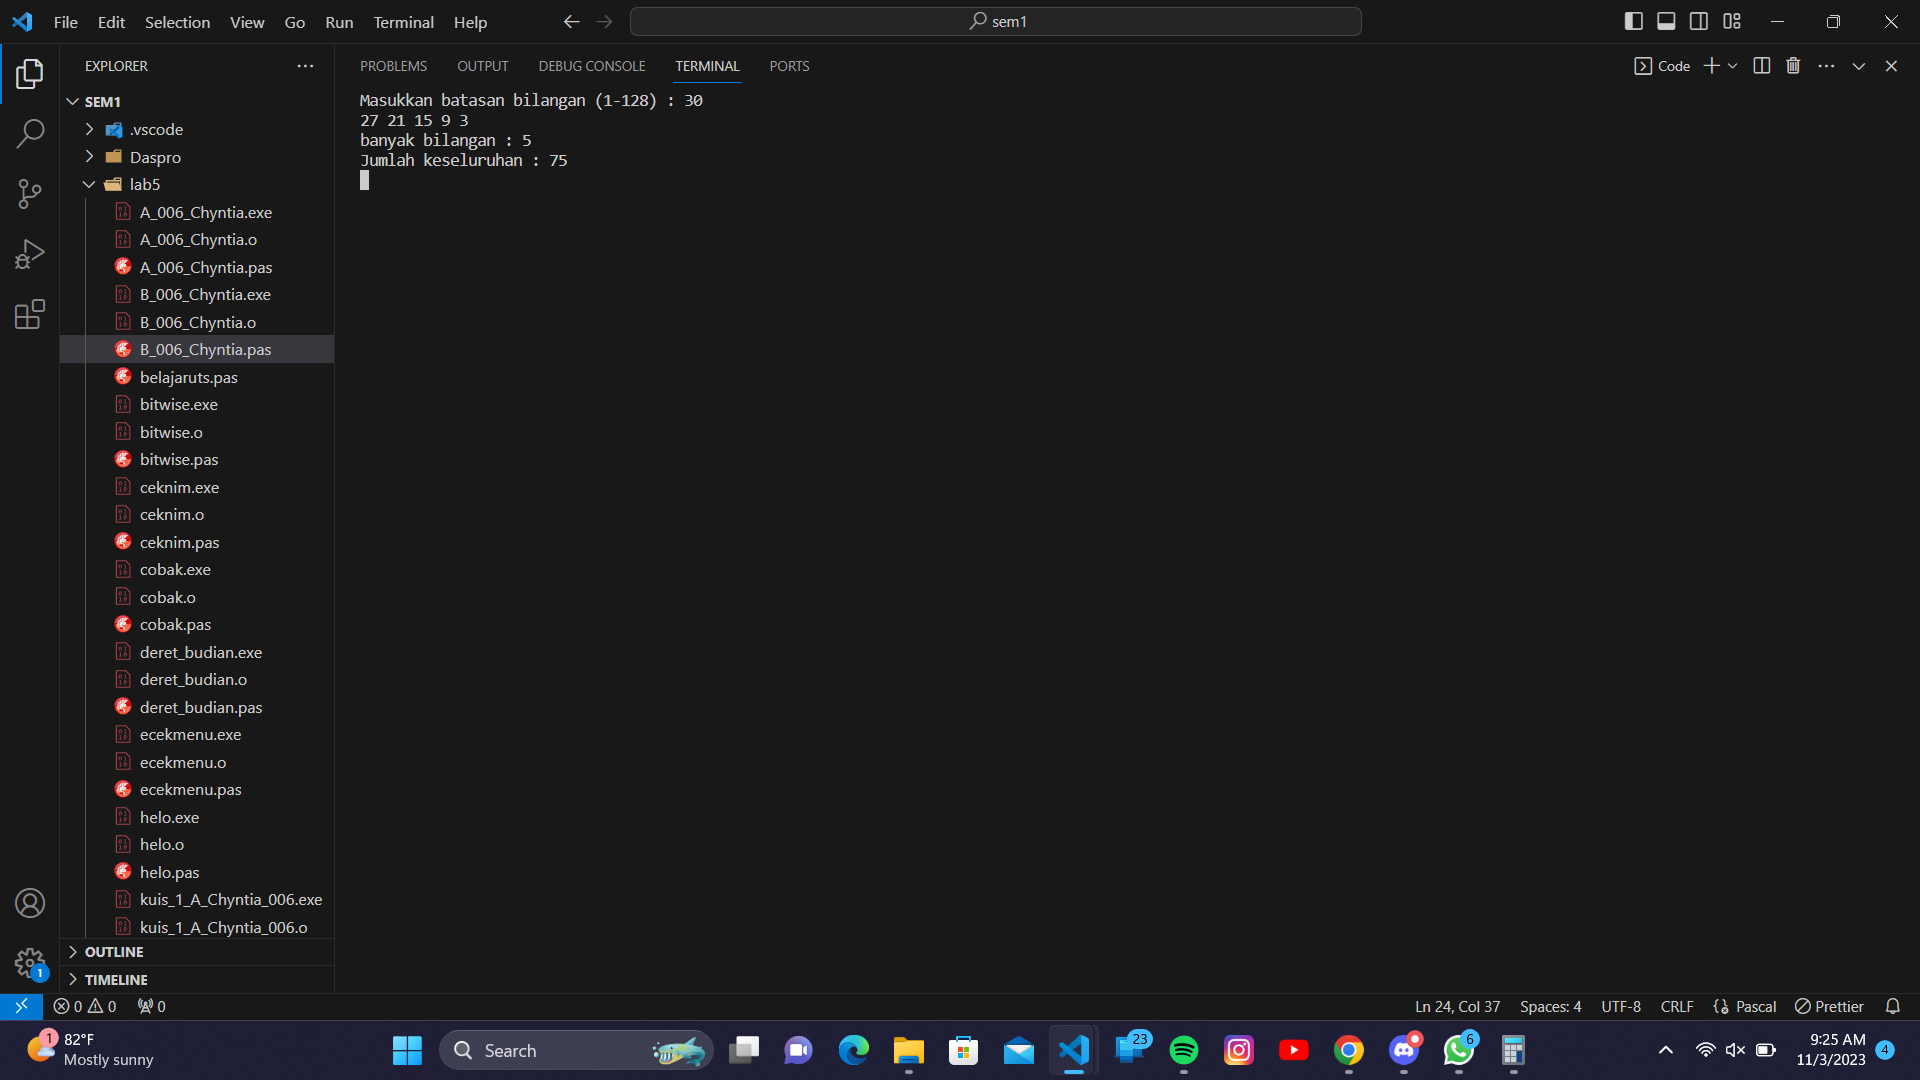 File Edit Selection View Go Run Terminal Help
sem1
EXPLORER
SEM1
.vscode
Daspro
lab5
A_006_Chyntia.exe
A_006_Chyntia.o
A_006_Chyntia.pas
B_006_Chyntia.exe
B_006_Chyntia.o
B_006_Chyntia.pas
belajaruts.pas
bitwise.exe
bitwise.o
bitwise.pas
ceknim.exe
ceknim.o
ceknim.pas
cobak.exe
cobak.o
cobak.pas
deret_budian.exe
deret_budian.o
deret_budian.pas
ecekmenu.exe
ecekmenu.o
ecekmenu.pas
helo.exe
helo.o
helo.pas
kuis_1_A_Chyntia_006.exe
kuis_1_A_Chyntia_006.o
OUTLINE
TIMELINE
PROBLEMS OUTPUT DEBUG CONSOLE TERMINAL PORTS
Code
Masukkan batasan bilangan (1-128) : 30
27 21 15 9 3
banyak bilangan : 5
Jumlah keseluruhan : 75
1
0 0 0
Ln 24, Col 37 Spaces: 4 UTF-8 CRLF Pascal Prettier
1
82°F
Mostly sunny
Search
23
6
9:25 AM
11/3/2023
4